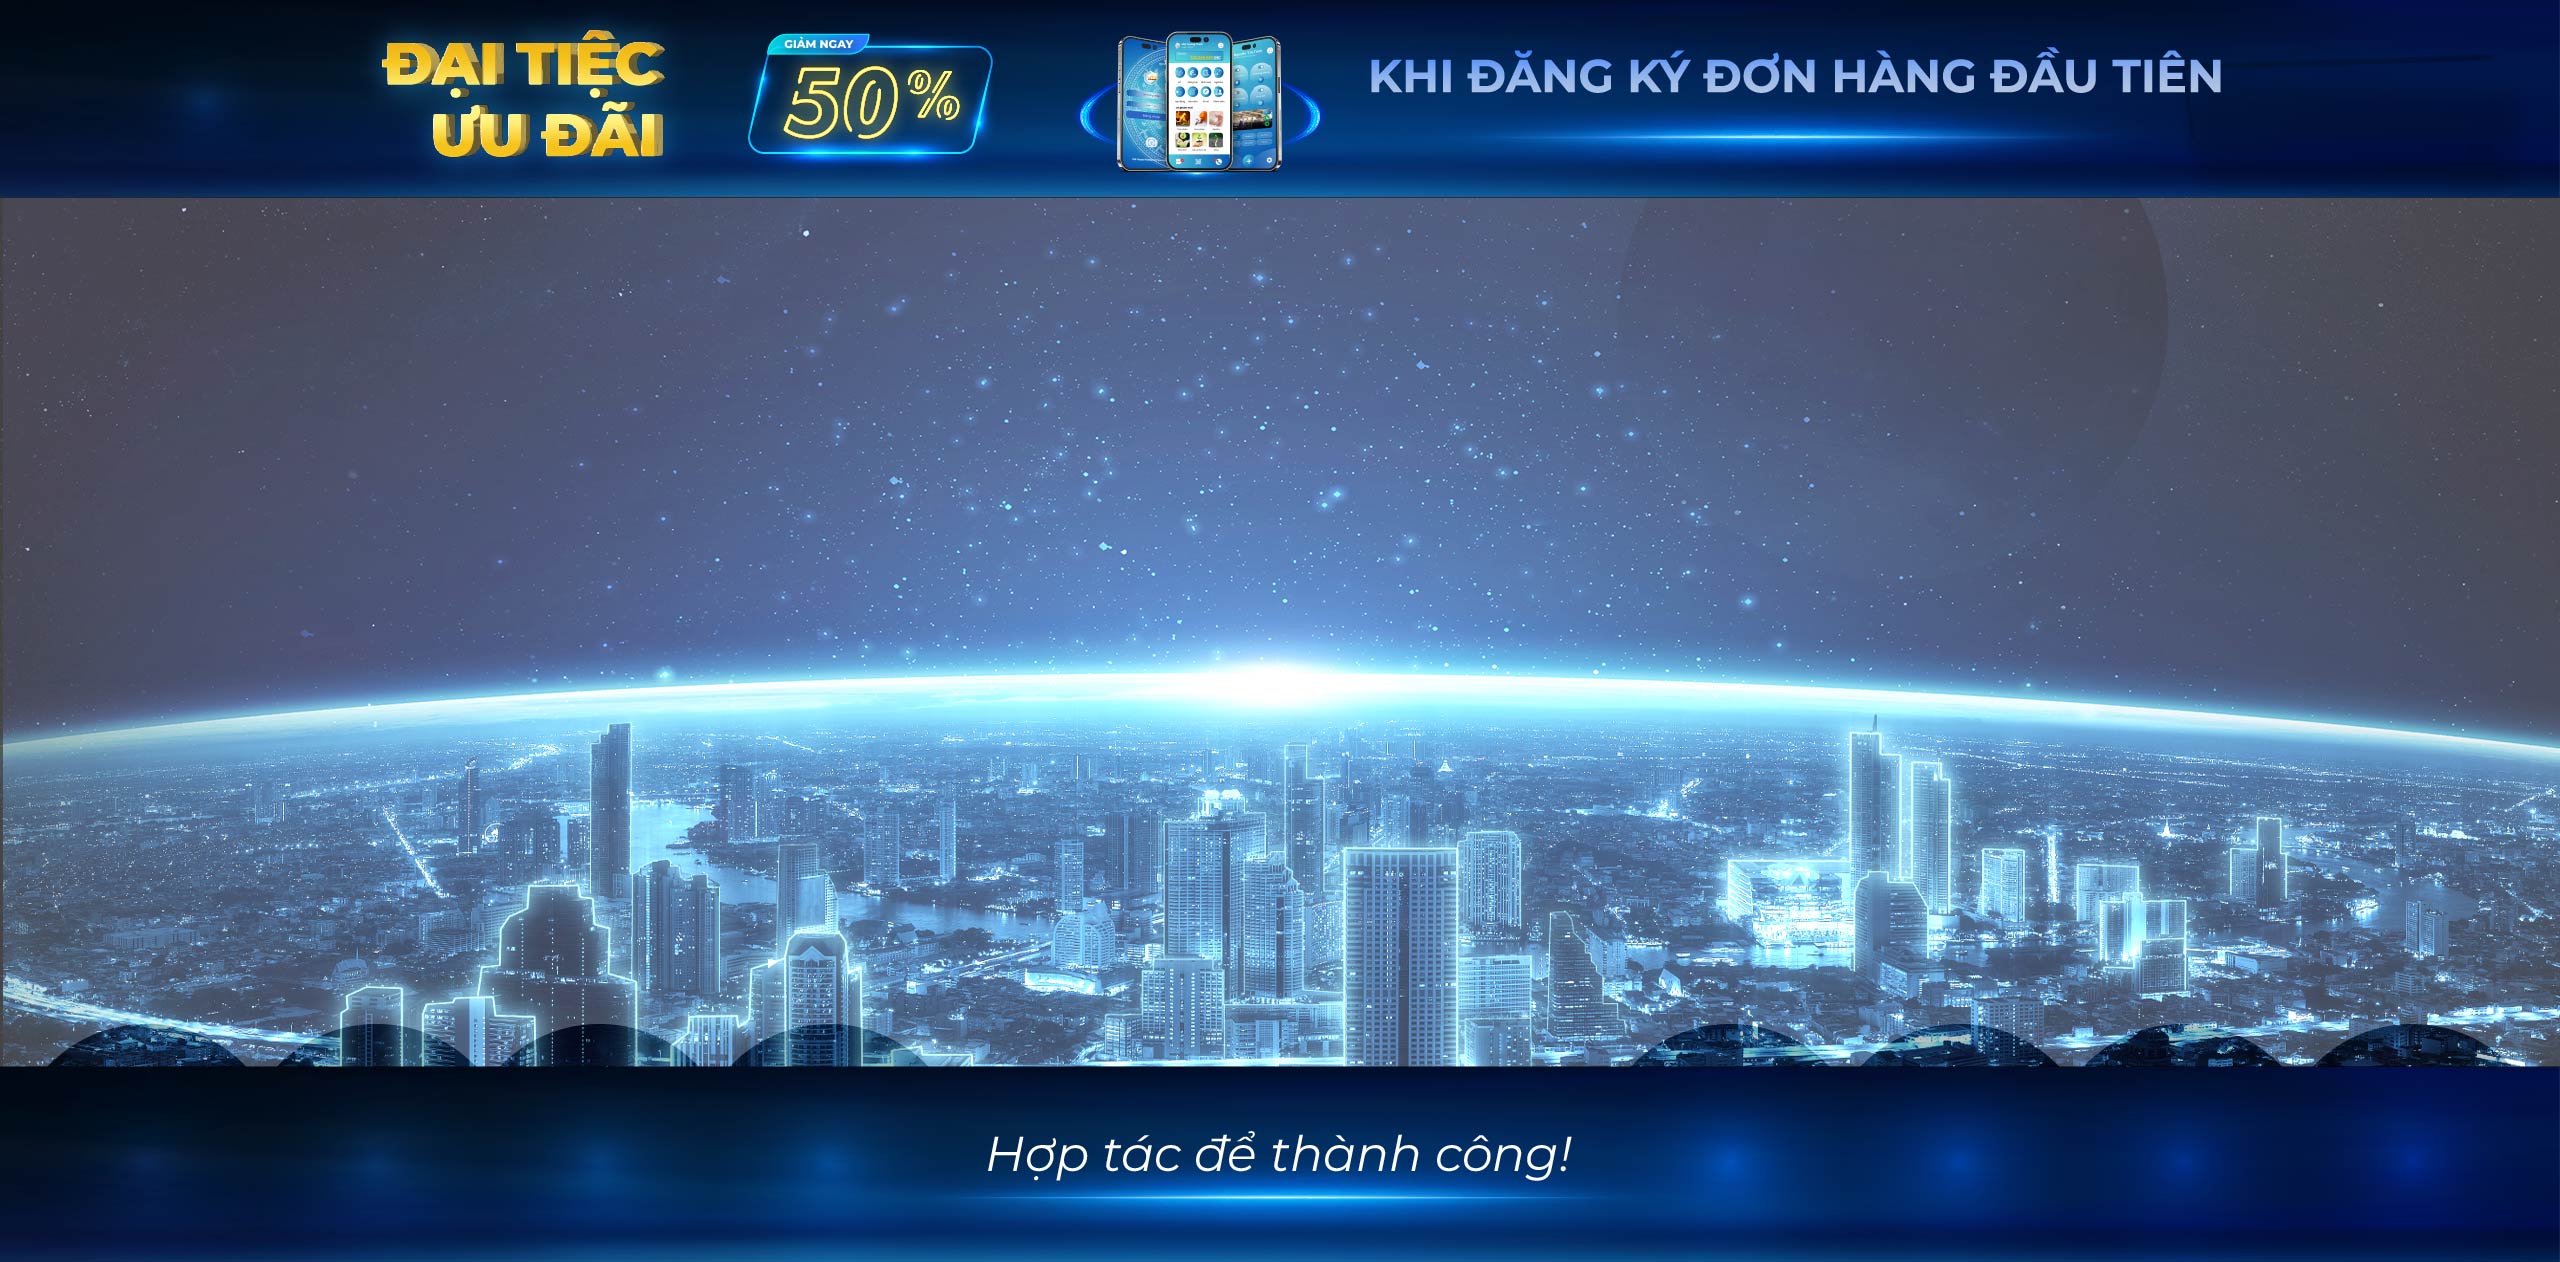 ĐẠI TIỆC
ƯU ĐÃI
GIẢM NGAY
50%
KHI ĐĂNG KÝ ĐƠN HÀNG ĐẦU TIÊN
Hợp tác để thành công!